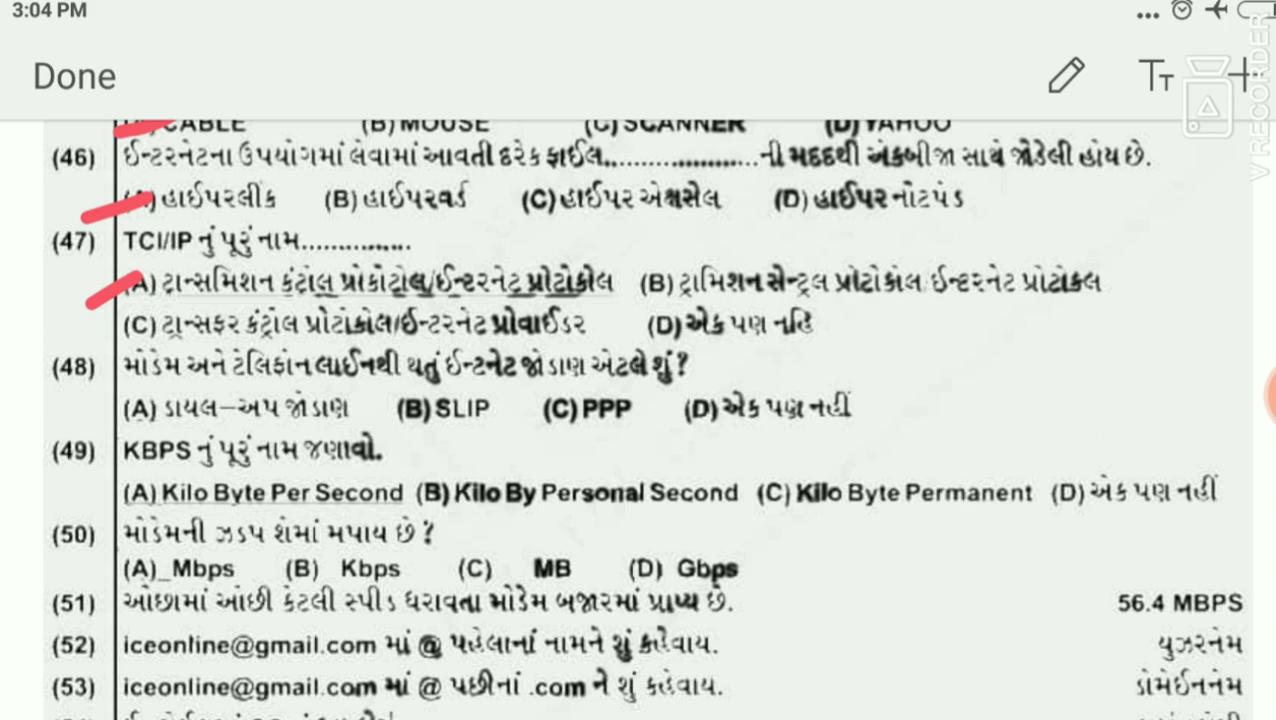 3:04 PM
Done
V RECORDER
CABLE (B) MOUSE (C) SCANNER (D) YAHOO
(46) ઈન્ટરનેટના ઉપયોગમાં લેવામાં આવતી દરેક ફાઈલ....................ની મદદથી એકબીજા સાથે જોડેલી હોય છે.
(A) હાઈપરલીંક (B) હાઈપરવર્ડ (C) હાઈપર એક્ષસેલ (D) હાઈપર નોટપેડ
(47) TCI/IP નું પૂરું નામ...............
(A) ટ્રાન્સમિશન કંટ્રોલ પ્રોકોટોલ/ઈન્ટરનેટ પ્રોટોકોલ (B) ટ્રામિશન સેન્ટ્રલ પ્રોટોકોલ/ઈન્ટરનેટ પ્રોટોકલ
(C) ટ્રાન્સફર કંટ્રોલ પ્રોટોકોલ/ઈન્ટરનેટ પ્રોવાઈડર (D) એક પણ નહિ
(48) મોડેમ અને ટેલિફોન લાઈનથી થતું ઈન્ટનેટ જોડાણ એટલે શું?
(A) ડાયલ-અપ જોડાણ (B) SLIP (C) PPP (D) એક પણ નહીં
(49) KBPS નું પૂરું નામ જણાવો.
(A) Kilo Byte Per Second (B) Kilo By Personal Second (C) Kilo Byte Permanent (D) એક પણ નહીં
(50) મોડેમની ઝડપ શેમાં મપાય છે?
(A)_Mbps (B) Kbps (C) MB (D) Gbps
(51) ઓછામાં ઓછી કેટલી સ્પીડ ધરાવતા મોડેમ બજારમાં પ્રાપ્ય છે. 56.4 MBPS
(52) iceonline@gmail.com માં @ પહેલાનાં નામને શું કહેવાય. યુઝરનેમ
(53) iceonline@gmail.com માં @ પછીનાં .com ને શું કહેવાય. ડોમેઈનનેમ